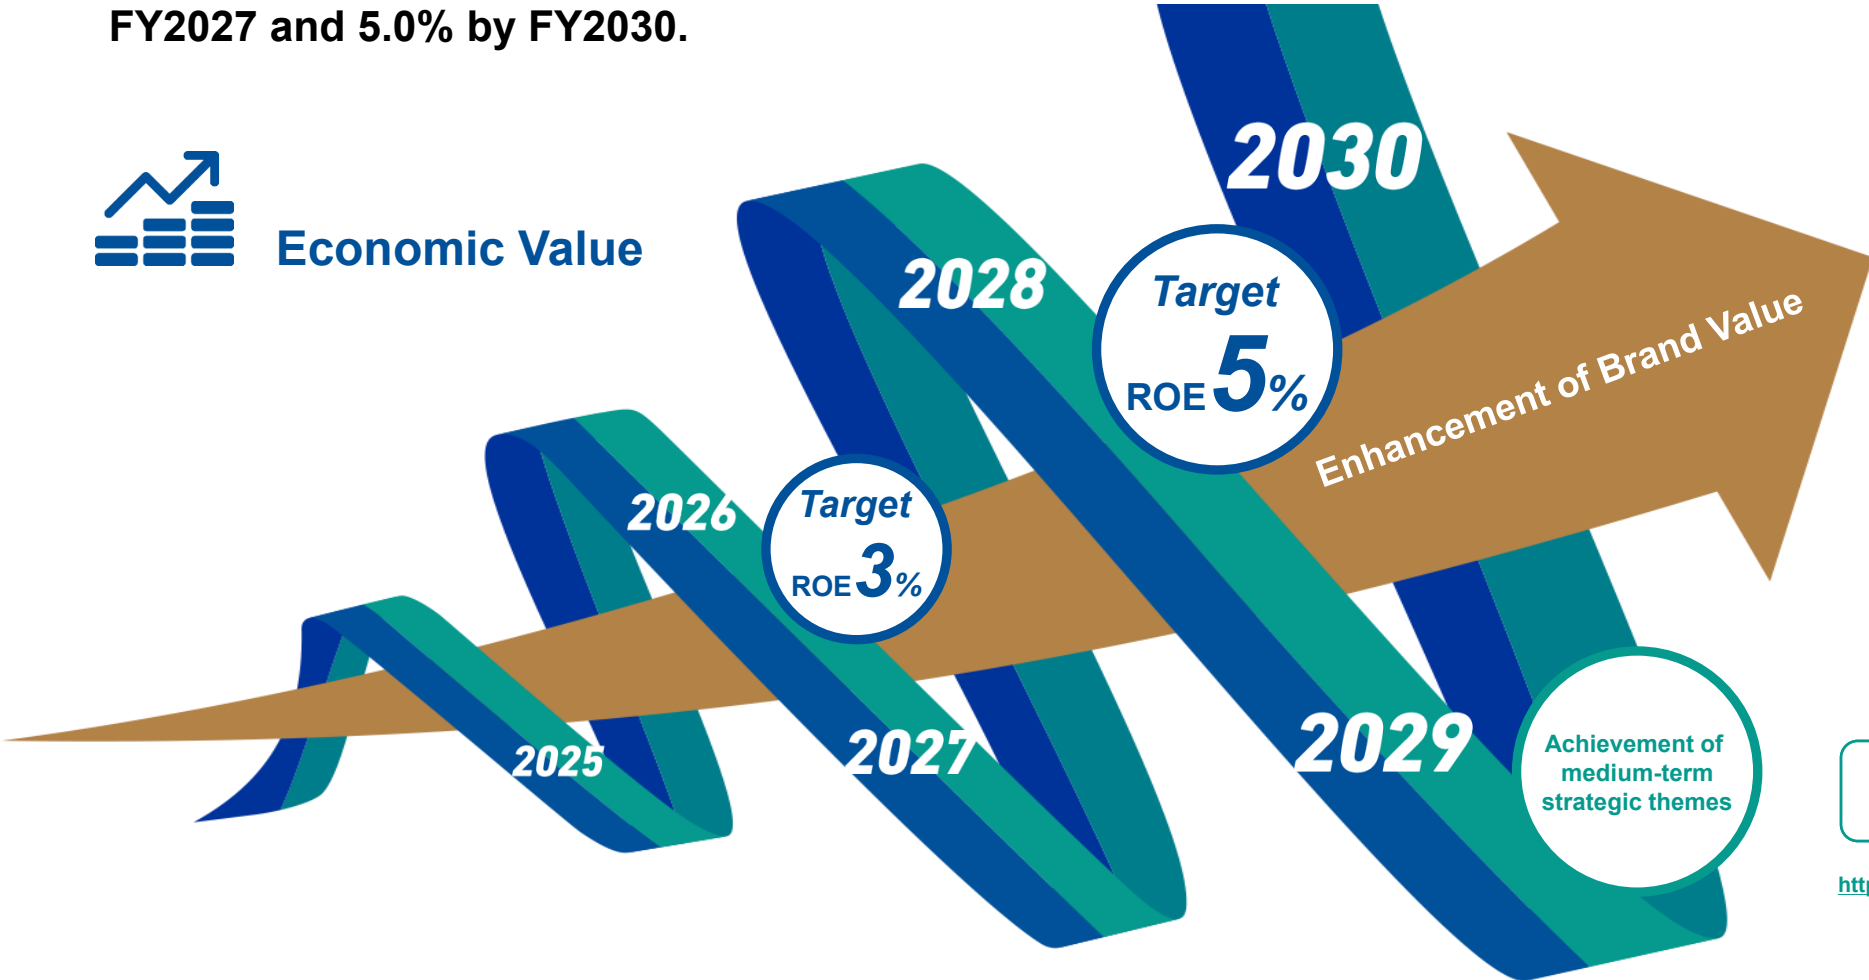 FY2027 and 5.0% by FY2030.
Economic Value
2030
2028
Target
ROE 5%
Enhancement of Brand Value
2026
Target
ROE 3%
2025
2027
2029
Achievement of
medium-term
strategic themes